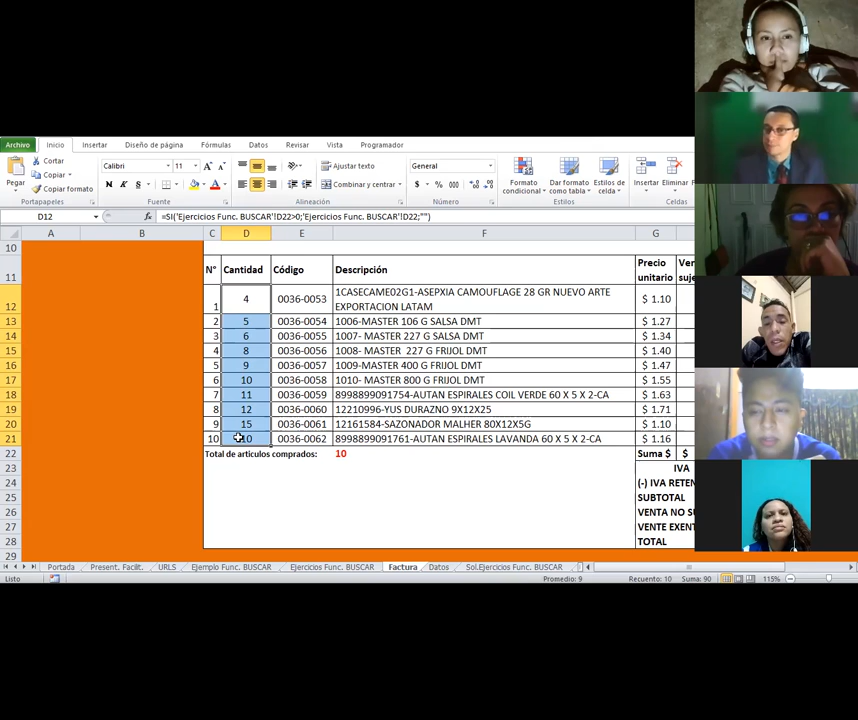 Archivo Inicio Insertar Diseño de página Fórmulas Datos Revisar Vista Programador
Cortar
Copiar
Copiar formato
Pegar
Calibri 11
N K S
Ajustar texto
Combinar y centrar
General
$ % 000
Formato condicional
Dar formato como tabla
Estilos de celda
Insertar Eliminar
Portapapeles Fuente Alineación Número Estilos Celdas
D12 fx =SI('Ejercicios Func. BUSCAR'!D22>0;'Ejercicios Func. BUSCAR'!D22;"")
A B C D E F G
10
11 N° Cantidad Código Descripción Precio unitario
12 1 4 0036-0053 1CASECAME02G1-ASEPXIA CAMOUFLAGE 28 GR NUEVO ARTE EXPORTACION LATAM $ 1.10
13 2 5 0036-0054 1006-MASTER 106 G SALSA DMT $ 1.27
14 3 6 0036-0055 1007- MASTER 227 G SALSA DMT $ 1.34
15 4 8 0036-0056 1008- MASTER 227 G FRIJOL DMT $ 1.40
16 5 9 0036-0057 1009-MASTER 400 G FRIJOL DMT $ 1.47
17 6 10 0036-0058 1010- MASTER 800 G FRIJOL DMT $ 1.55
18 7 11 0036-0059 8998899091754-AUTAN ESPIRALES COIL VERDE 60 X 5 X 2-CA $ 1.63
19 8 12 0036-0060 12210996-YUS DURAZNO 9X12X25 $ 1.71
20 9 15 0036-0061 12161584-SAZONADOR MALHER 80X12X5G $ 1.10
21 10 10 0036-0062 8998899091761-AUTAN ESPIRALES LAVANDA 60 X 5 X 2-CA $ 1.16
22 Total de articulos comprados: 10 Suma $ $
23 IVA
24 (-) IVA RETEN
25 SUBTOTAL
26 VENTA NO SU
27 VENTE EXENT
28 TOTAL
29
Portada Present. Facilit. URLS Ejemplo Func. BUSCAR Ejercicios Func. BUSCAR Factura Datos Sol.Ejercicios Func. BUSCAR
Listo Promedio: 9 Recuento: 10 Suma: 90 115%